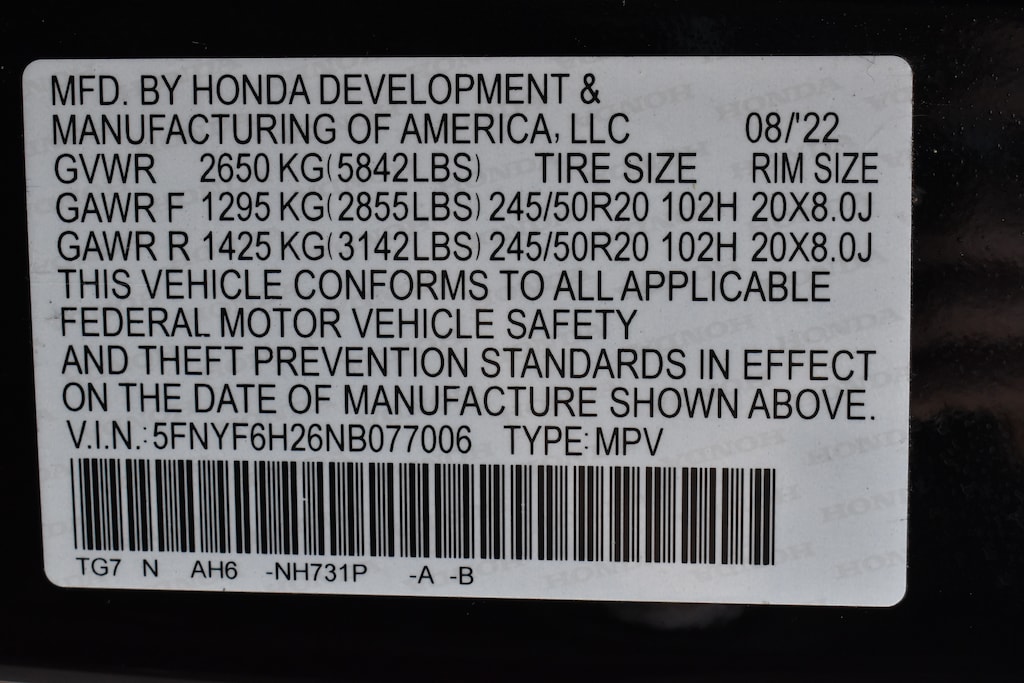 MFD. BY HONDA DEVELOPMENT &
MANUFACTURING OF AMERICA, LLC 08/'22
GVWR 2650 KG(5842LBS) TIRE SIZE RIM SIZE
GAWR F 1295 KG(2855LBS) 245/50R20 102H 20X8.0J
GAWR R 1425 KG(3142LBS) 245/50R20 102H 20X8.0J
THIS VEHICLE CONFORMS TO ALL APPLICABLE
FEDERAL MOTOR VEHICLE SAFETY
AND THEFT PREVENTION STANDARDS IN EFFECT
ON THE DATE OF MANUFACTURE SHOWN ABOVE.
V.I.N.: 5FNYF6H26NB077006 TYPE: MPV
TG7 N AH6 -NH731P -A -B